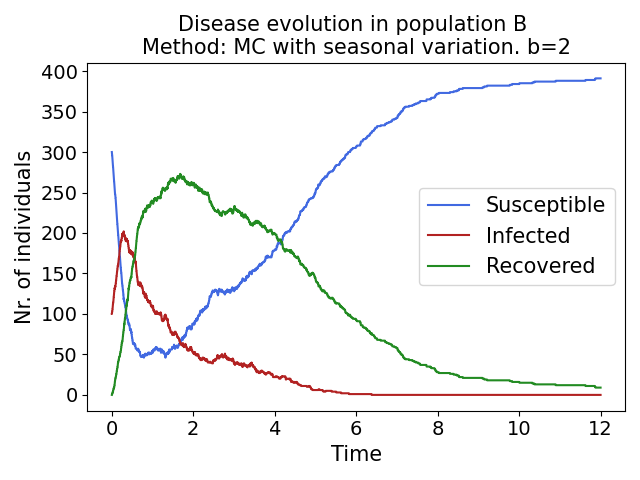 Disease evolution in population B
Method: MC with seasonal variation. b=2
Nr. of individuals
400
350
300
250
200
150
100
50
0
Susceptible
Infected
Recovered
0 2 4 6 8 10 12
Time